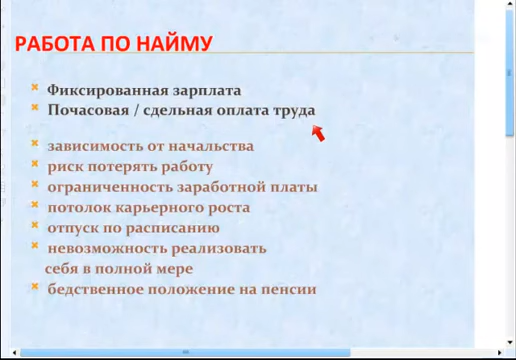 РАБОТА ПО НАЙМУ
Фиксированная зарплата
Почасовая / сдельная оплата труда
зависимость от начальства
риск потерять работу
ограниченность заработной платы
потолок карьерного роста
отпуск по расписанию
невозможность реализовать
себя в полной мере
бедственное положение на пенсии